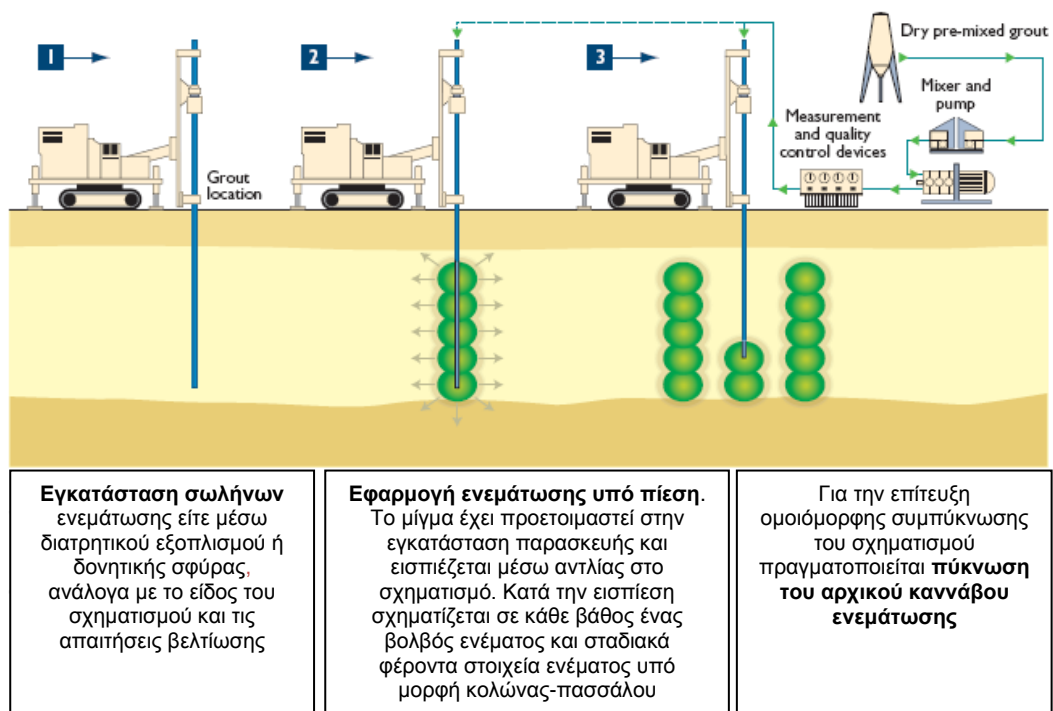 1
2
3
Dry pre-mixed grout
Mixer and
pump
Measurement
and quality
control devices
Grout
location
Εγκατάσταση σωλήνων
ενεμάτωσης είτε μέσω
διατρητικού εξοπλισμού ή
δονητικής σφύρας,
ανάλογα με το είδος του
σχηματισμού και τις
απαιτήσεις βελτίωσης
Εφαρμογή ενεμάτωσης υπό πίεση.
Το μίγμα έχει προετοιμαστεί στην
εγκατάσταση παρασκευής και
εισπιέζεται μέσω αντλίας στο
σχηματισμό. Κατά την εισπίεση
σχηματίζεται σε κάθε βάθος ένας
βολβός ενέματος και σταδιακά
φέροντα στοιχεία ενέματος υπό
μορφή κολώνας-πασσάλου
Για την επίτευξη
ομοιόμορφης συμπύκνωσης
του σχηματισμού
πραγματοποιείται πύκνωση
του αρχικού καννάβου
ενεμάτωσης